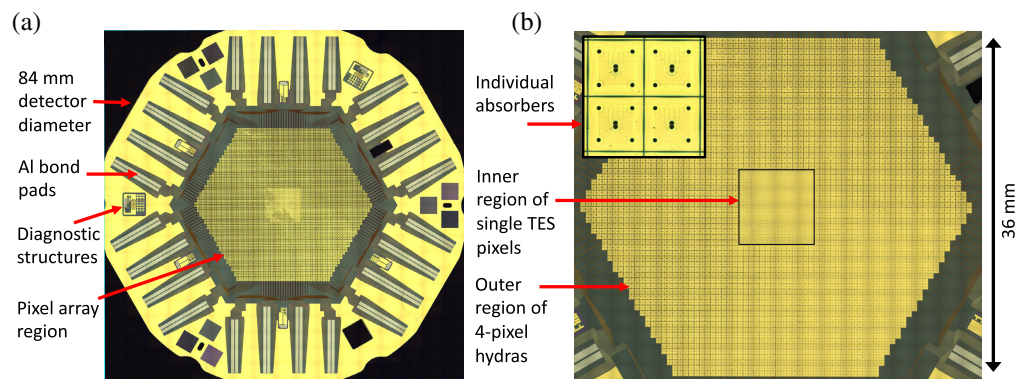 (a)
84 mm
detector
diameter
Al bond
pads
Diagnostic
structures
Pixel array
region
(b)
Individual
absorbers
Inner
region of
single TES
pixels
Outer
region of
4-pixel
hydras
36 mm